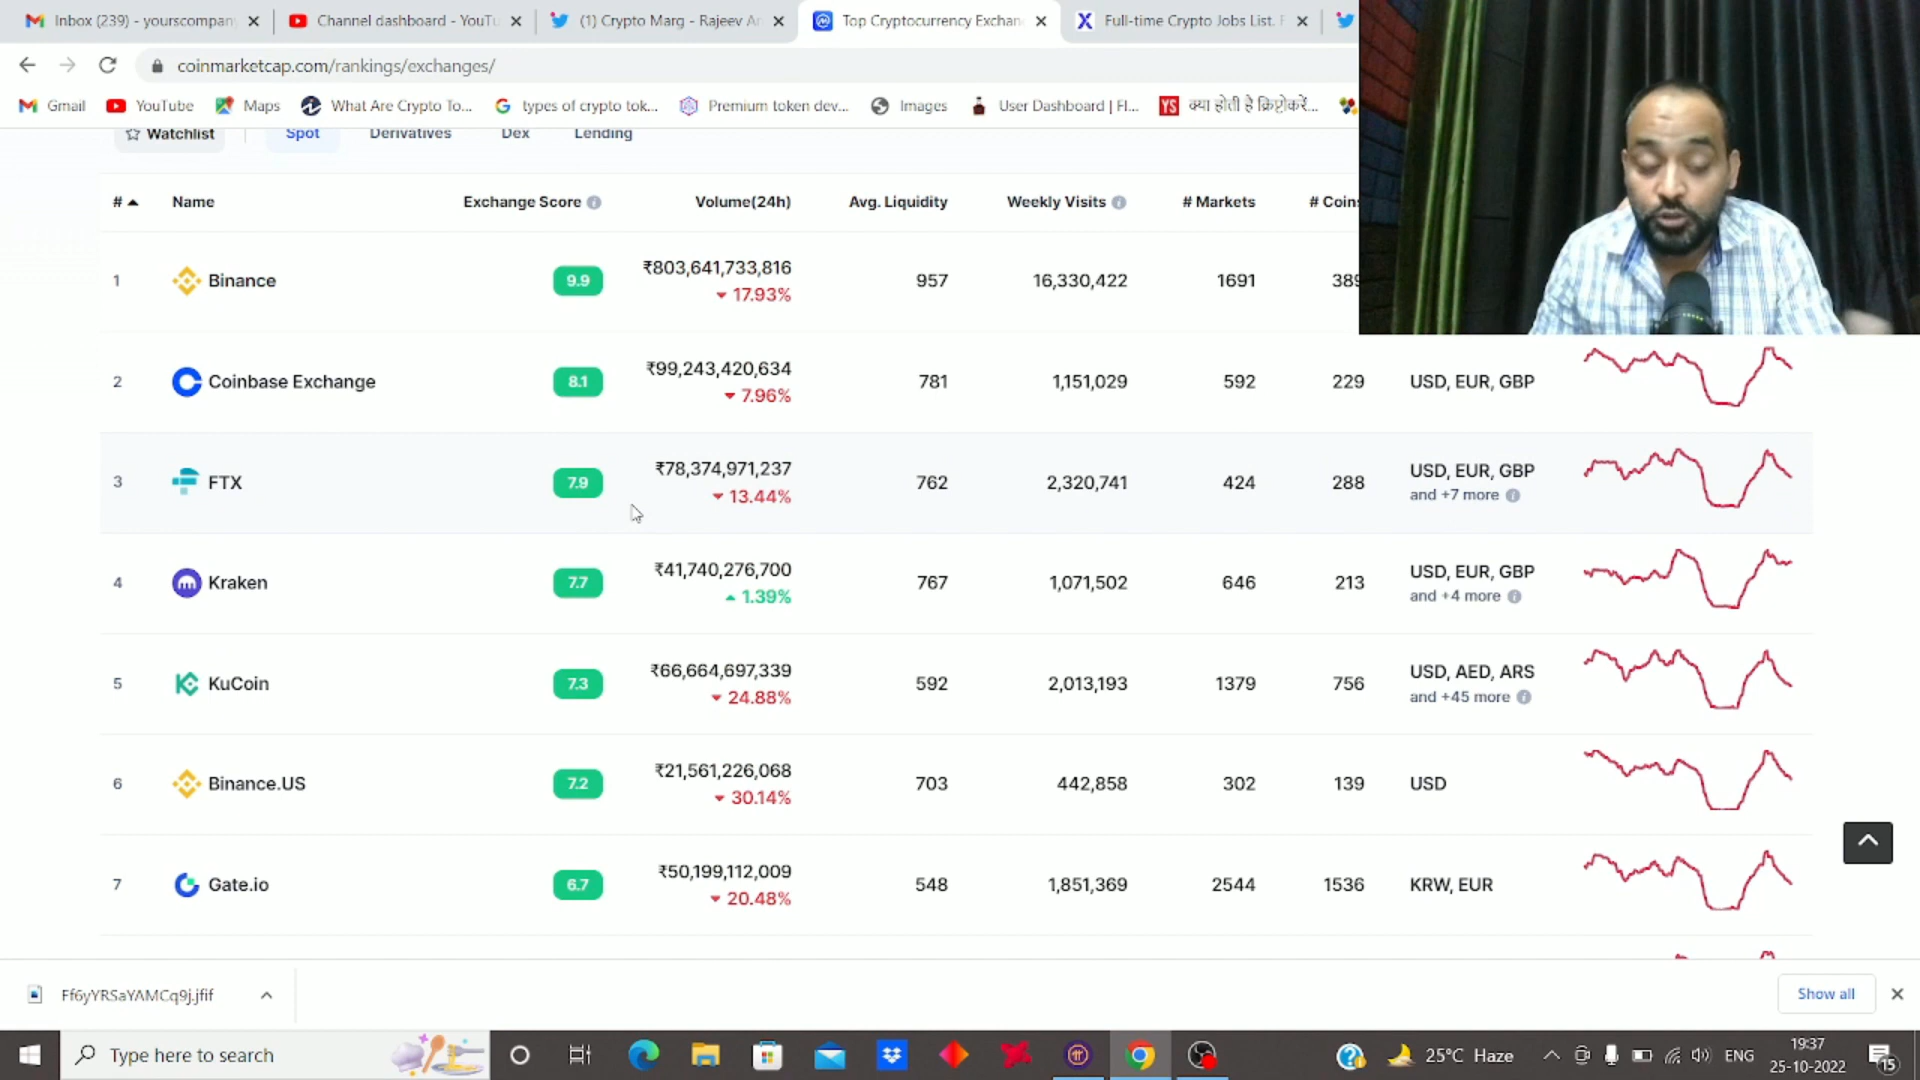 Inbox (239) - yourscompany
Channel dashboard - YouTu
(1) Crypto Marg - Rajeev Ar
Top Cryptocurrency Exchan
Full-time Crypto Jobs List. F
coinmarketcap.com/rankings/exchanges/
Gmail
YouTube
Maps
What Are Crypto To...
types of crypto tok...
Premium token dev...
Images
User Dashboard | Fl...
YS क्या होती है क्रिप्टोकरें...
Watchlist
Spot
Derivatives
Dex
Lending
# Name Exchange Score Volume(24h) Avg. Liquidity Weekly Visits # Markets # Coins
1 Binance 9.9 ₹803,641,733,816 957 16,330,422 1691 389
17.93%
2 Coinbase Exchange 8.1 ₹99,243,420,634 781 1,151,029 592 229 USD, EUR, GBP
7.96%
3 FTX 7.9 ₹78,374,971,237 762 2,320,741 424 288 USD, EUR, GBP
13.44% and +7 more
4 Kraken 7.7 ₹41,740,276,700 767 1,071,502 646 213 USD, EUR, GBP
1.39% and +4 more
5 KuCoin 7.3 ₹66,664,697,339 592 2,013,193 1379 756 USD, AED, ARS
24.88% and +45 more
6 Binance.US 7.2 ₹21,561,226,068 703 442,858 302 139 USD
30.14%
7 Gate.io 6.7 ₹50,199,112,009 548 1,851,369 2544 1536 KRW, EUR
20.48%
Ff6yYRSaYAMCq9j.jfif
Show all
Type here to search
25°C Haze
ENG
19:37
25-10-2022
15